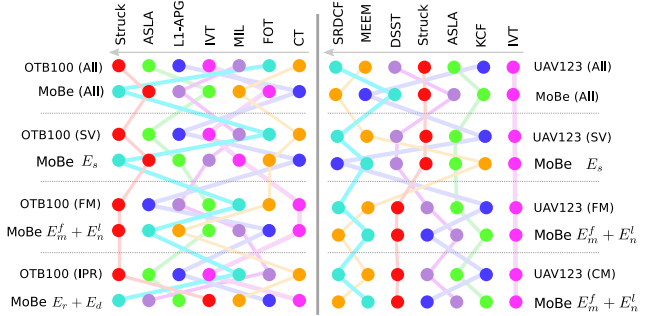 Struck ASLA L1-APG IVT MIL FOT CT
OTB100 (All)
MoBe (All)
OTB100 (SV)
MoBe E_s
OTB100 (FM)
MoBe E_m^f + E_n^l
OTB100 (IPR)
MoBe E_r + E_d
SRDCF MEEM DSST Struck ASLA KCF IVT
UAV123 (All)
MoBe (All)
UAV123 (SV)
MoBe E_s
UAV123 (FM)
MoBe E_m^f + E_n^l
UAV123 (CM)
MoBe E_m^f + E_n^l